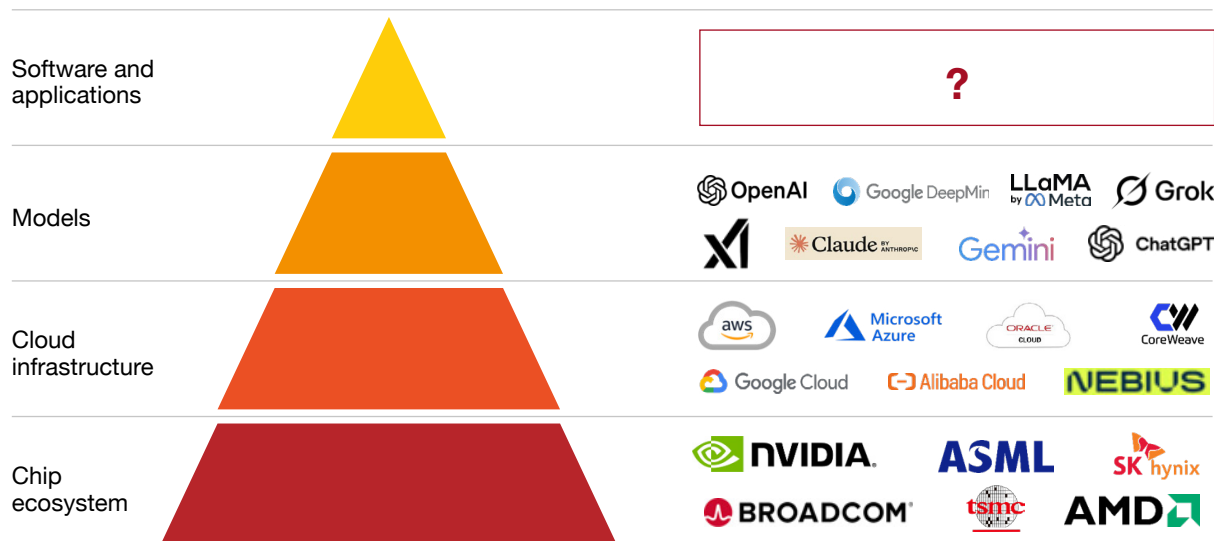 Software and
applications
?
Models
OpenAI
Google DeepMin
LLaMA
by Meta
Grok
xI
Claude BY ANTHROPIC
Gemini
ChatGPT
Cloud
infrastructure
aws
Microsoft
Azure
ORACLE
CLOUD
CoreWeave
Google Cloud
Alibaba Cloud
NEBIUS
Chip
ecosystem
NVIDIA.
ASML
SK hynix
BROADCOM®
tsmc
AMD